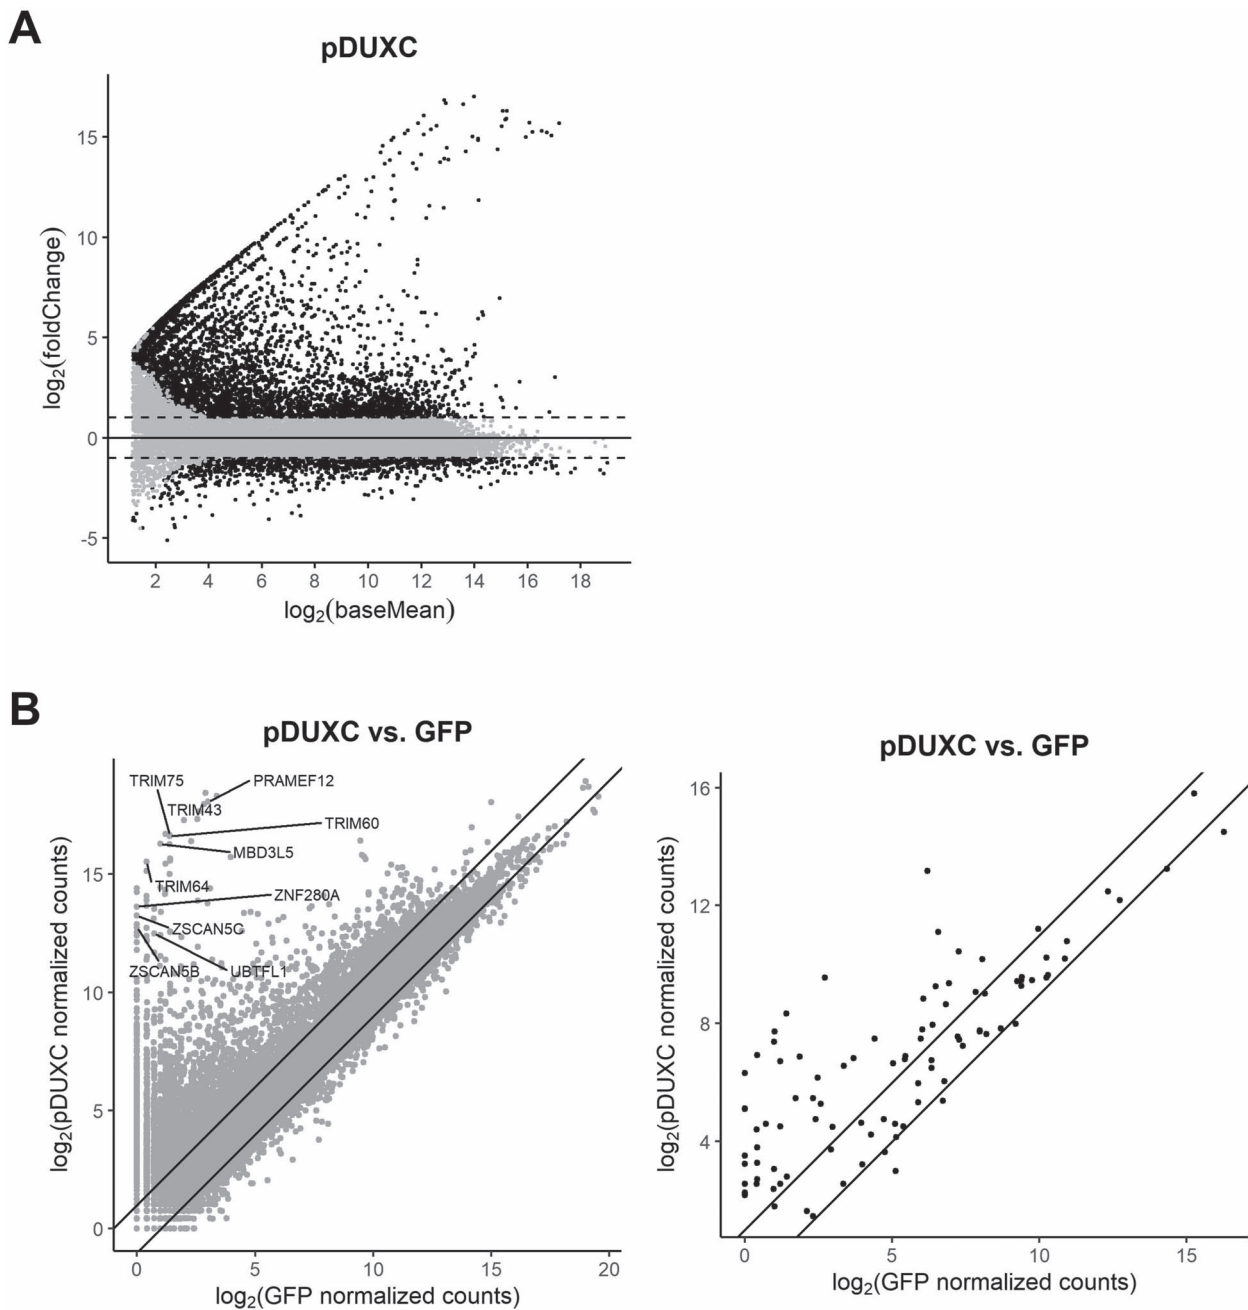 A
pDUXC
log2(foldChange)
15
10
5
0
-5
2 4 6 8 10 12 14 16 18
log2(baseMean)
B
pDUXC vs. GFP
log2(pDUXC normalized counts)
15
10
5
0
TRIM75
PRAMEF12
TRIM43
TRIM60
MBD3L5
TRIM64
ZNF280A
ZSCAN5C
ZSCAN5B
UBTFL1
0 5 10 15 20
log2(GFP normalized counts)
pDUXC vs. GFP
log2(pDUXC normalized counts)
16
12
8
4
0 5 10 15
log2(GFP normalized counts)